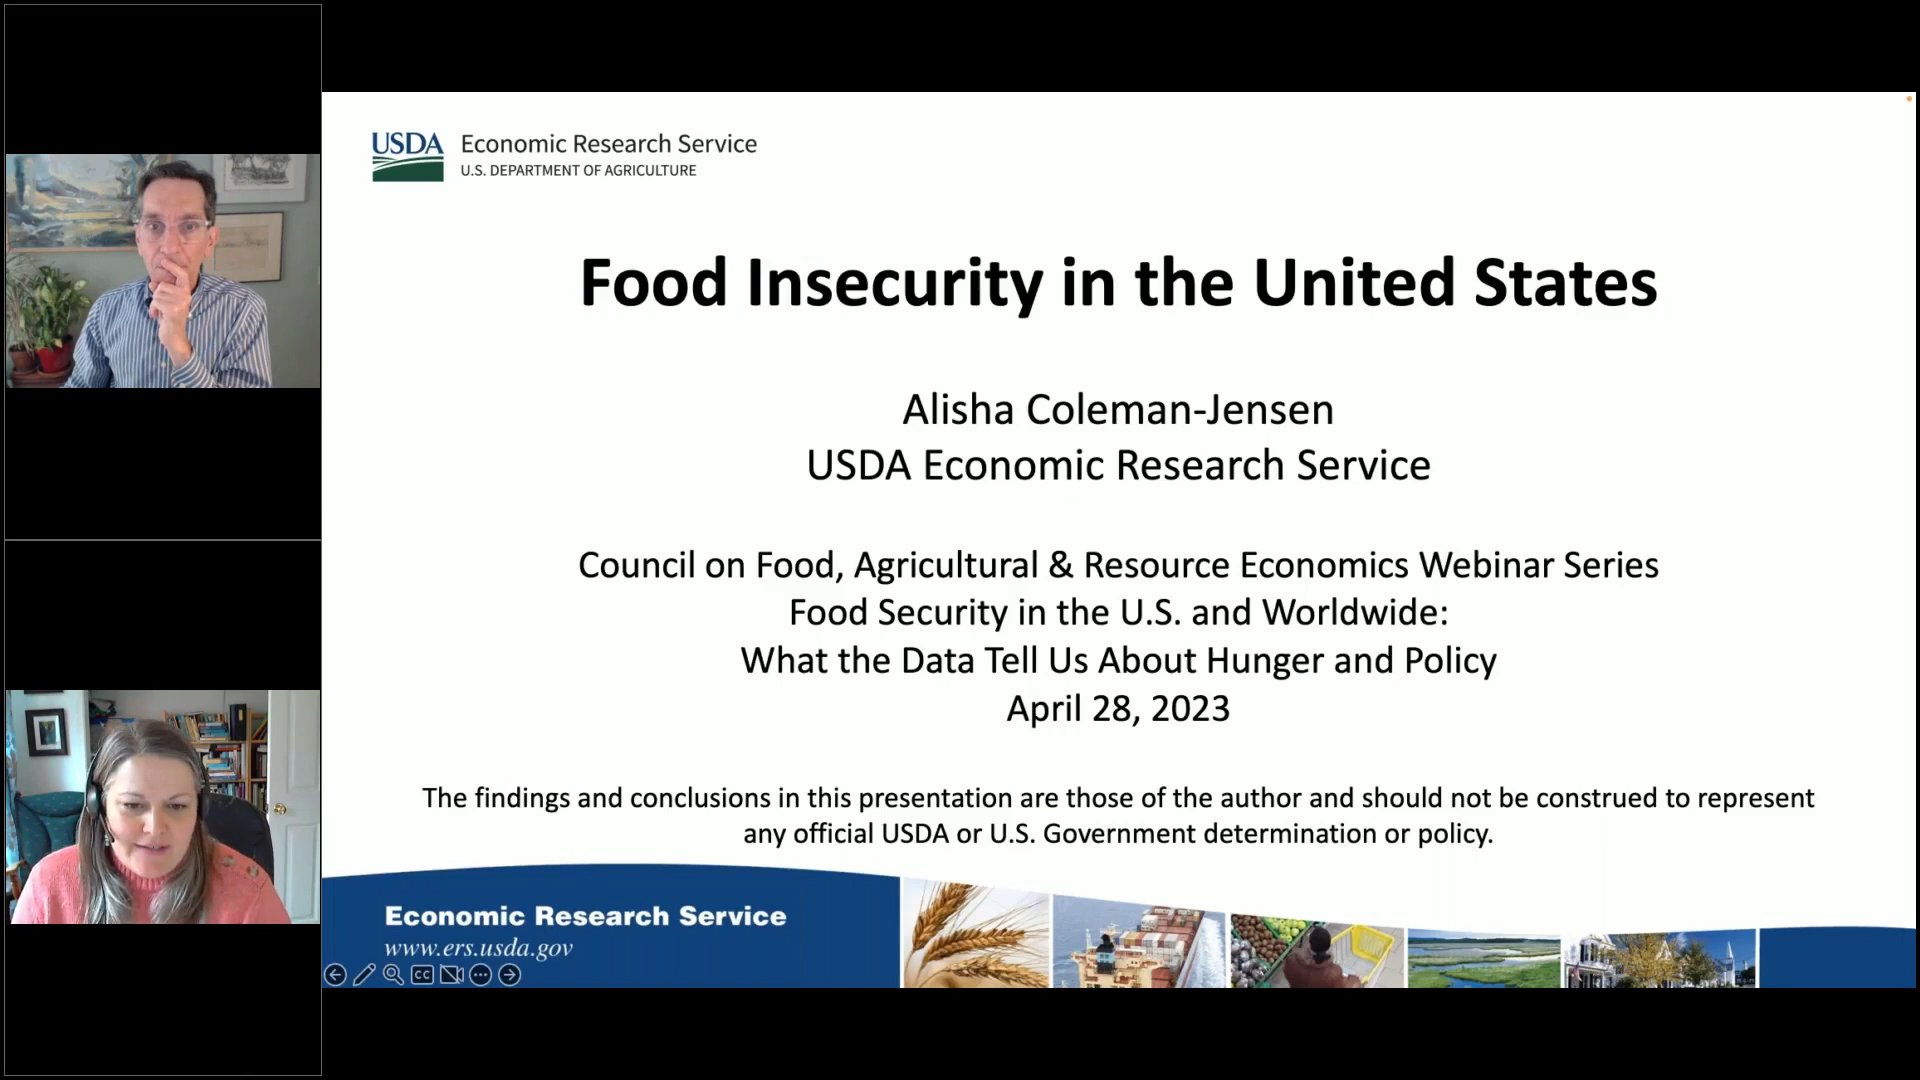 USDA
Economic Research Service
U.S. DEPARTMENT OF AGRICULTURE
Food Insecurity in the United States
Alisha Coleman-Jensen
USDA Economic Research Service
Council on Food, Agricultural & Resource Economics Webinar Series
Food Security in the U.S. and Worldwide:
What the Data Tell Us About Hunger and Policy
April 28, 2023
The findings and conclusions in this presentation are those of the author and should not be construed to represent
any official USDA or U.S. Government determination or policy.
Economic Research Service
www.ers.usda.gov
CC